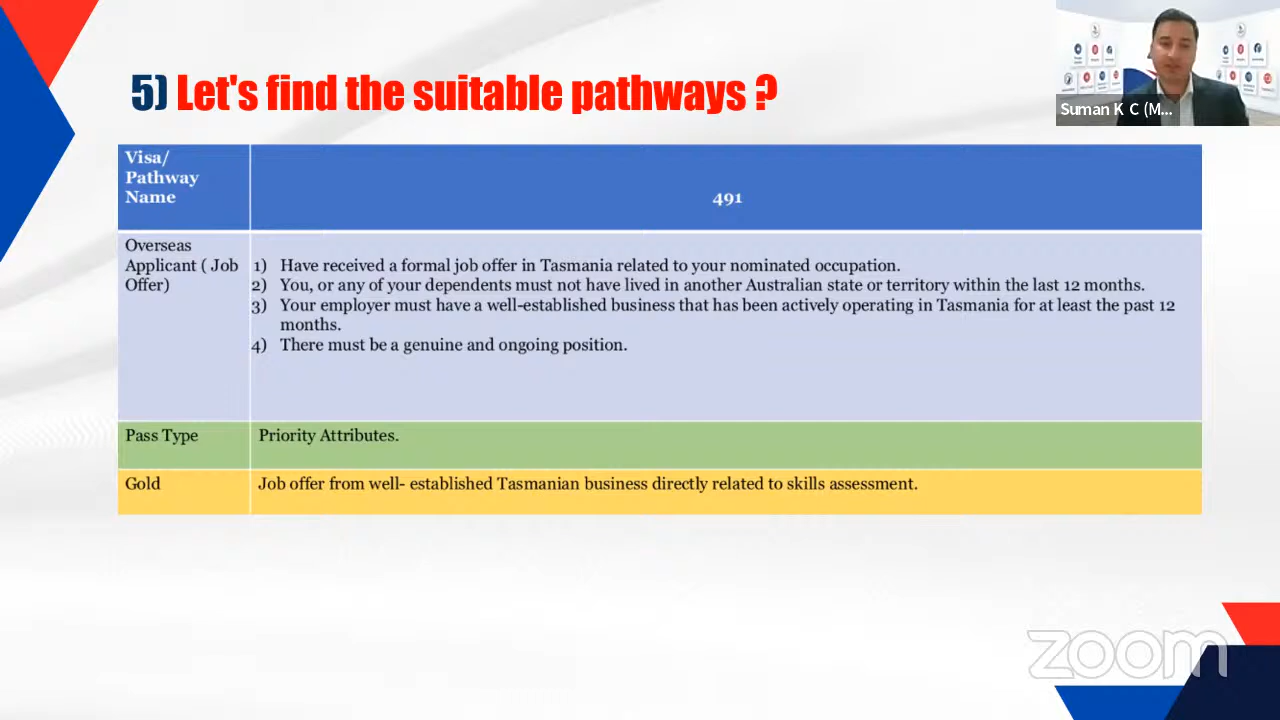 5) Let's find the suitable pathways ?
Suman K C (M...
Visa/
Pathway
Name
491
Overseas
Applicant ( Job
Offer)
1) Have received a formal job offer in Tasmania related to your nominated occupation.
2) You, or any of your dependents must not have lived in another Australian state or territory within the last 12 months.
3) Your employer must have a well-established business that has been actively operating in Tasmania for at least the past 12
months.
4) There must be a genuine and ongoing position.
Pass Type
Priority Attributes.
Gold
Job offer from well- established Tasmanian business directly related to skills assessment.
zoom